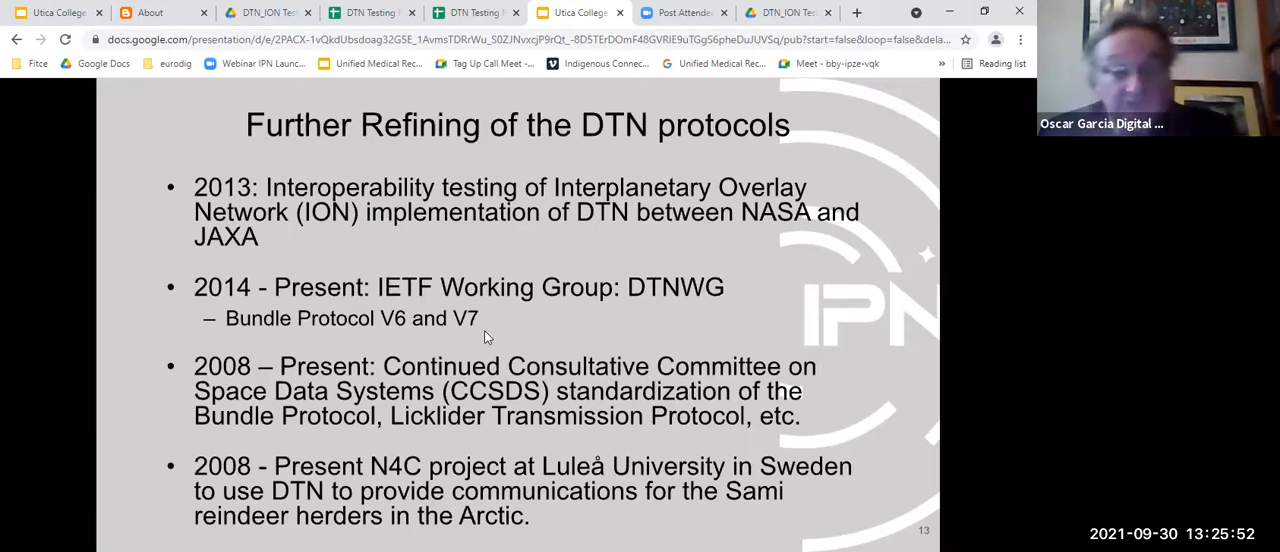 Utica College
About
DTN_ION Tes
DTN Testing F
DTN Testing F
Utica College
Post Attende
DTN_ION Tes
docs.google.com/presentation/d/e/2PACX-1vQkdUbsdoag32G5E_1AvmsTDRrWu_S0ZJNvxcjP9rQt_-8D5TErDOmF48GVRIE9uTGgS6pheDuJUVSq/pub?start=false&loop=false&dela...
Fitce
Google Docs
eurodig
Webinar IPN Launc...
Unified Medical Rec...
Tag Up Call Meet -...
Indigenous Connec...
Unified Medical Rec...
Meet - bby-ipze-vqk
»
Reading list
Oscar Garcia Digital ...
Further Refining of the DTN protocols
• 2013: Interoperability testing of Interplanetary Overlay
Network (ION) implementation of DTN between NASA and
JAXA
• 2014 - Present: IETF Working Group: DTNWG
– Bundle Protocol V6 and V7
• 2008 – Present: Continued Consultative Committee on
Space Data Systems (CCSDS) standardization of the
Bundle Protocol, Licklider Transmission Protocol, etc.
• 2008 - Present N4C project at Luleå University in Sweden
to use DTN to provide communications for the Sami
reindeer herders in the Arctic.
IPN
13
2021-09-30 13:25:52